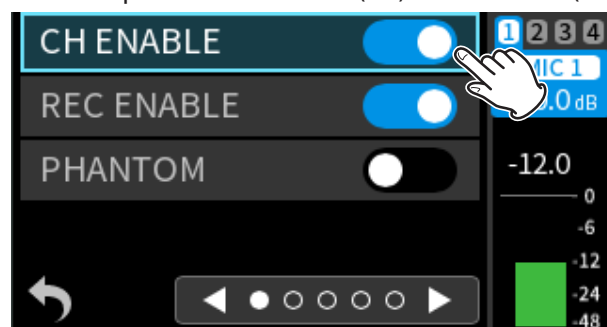 CH ENABLE
REC ENABLE
PHANTOM
1 2 3 4
MIC 1
.0 dB
-12.0
0
-6
-12
-24
-48